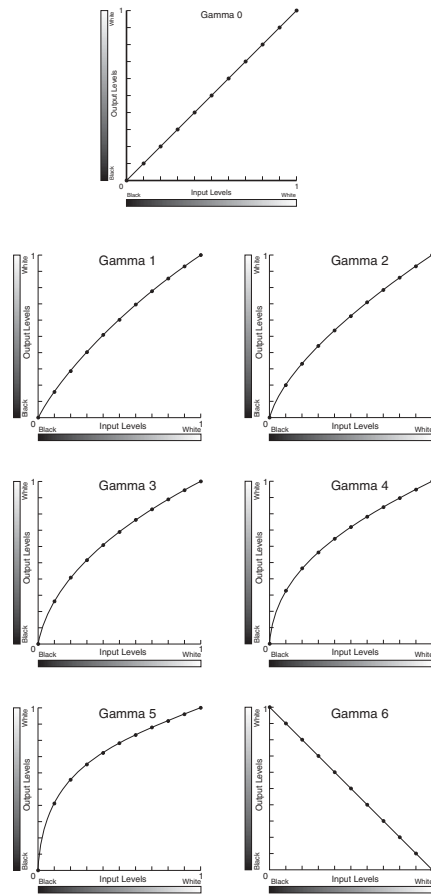 Gamma 0
1
White
Output Levels
Black
0
Input Levels
1
Black
White
Gamma 1
1
White
Output Levels
Black
0
Input Levels
1
Black
White
Gamma 2
1
White
Output Levels
Black
0
Input Levels
Black
White
Gamma 3
1
White
Output Levels
Black
0
Input Levels
1
Black
White
Gamma 4
1
White
Output Levels
Black
0
Input Levels
Black
White
Gamma 5
1
White
Output Levels
Black
0
Input Levels
1
Black
White
Gamma 6
1
White
Output Levels
Black
0
Input Levels
Black
White